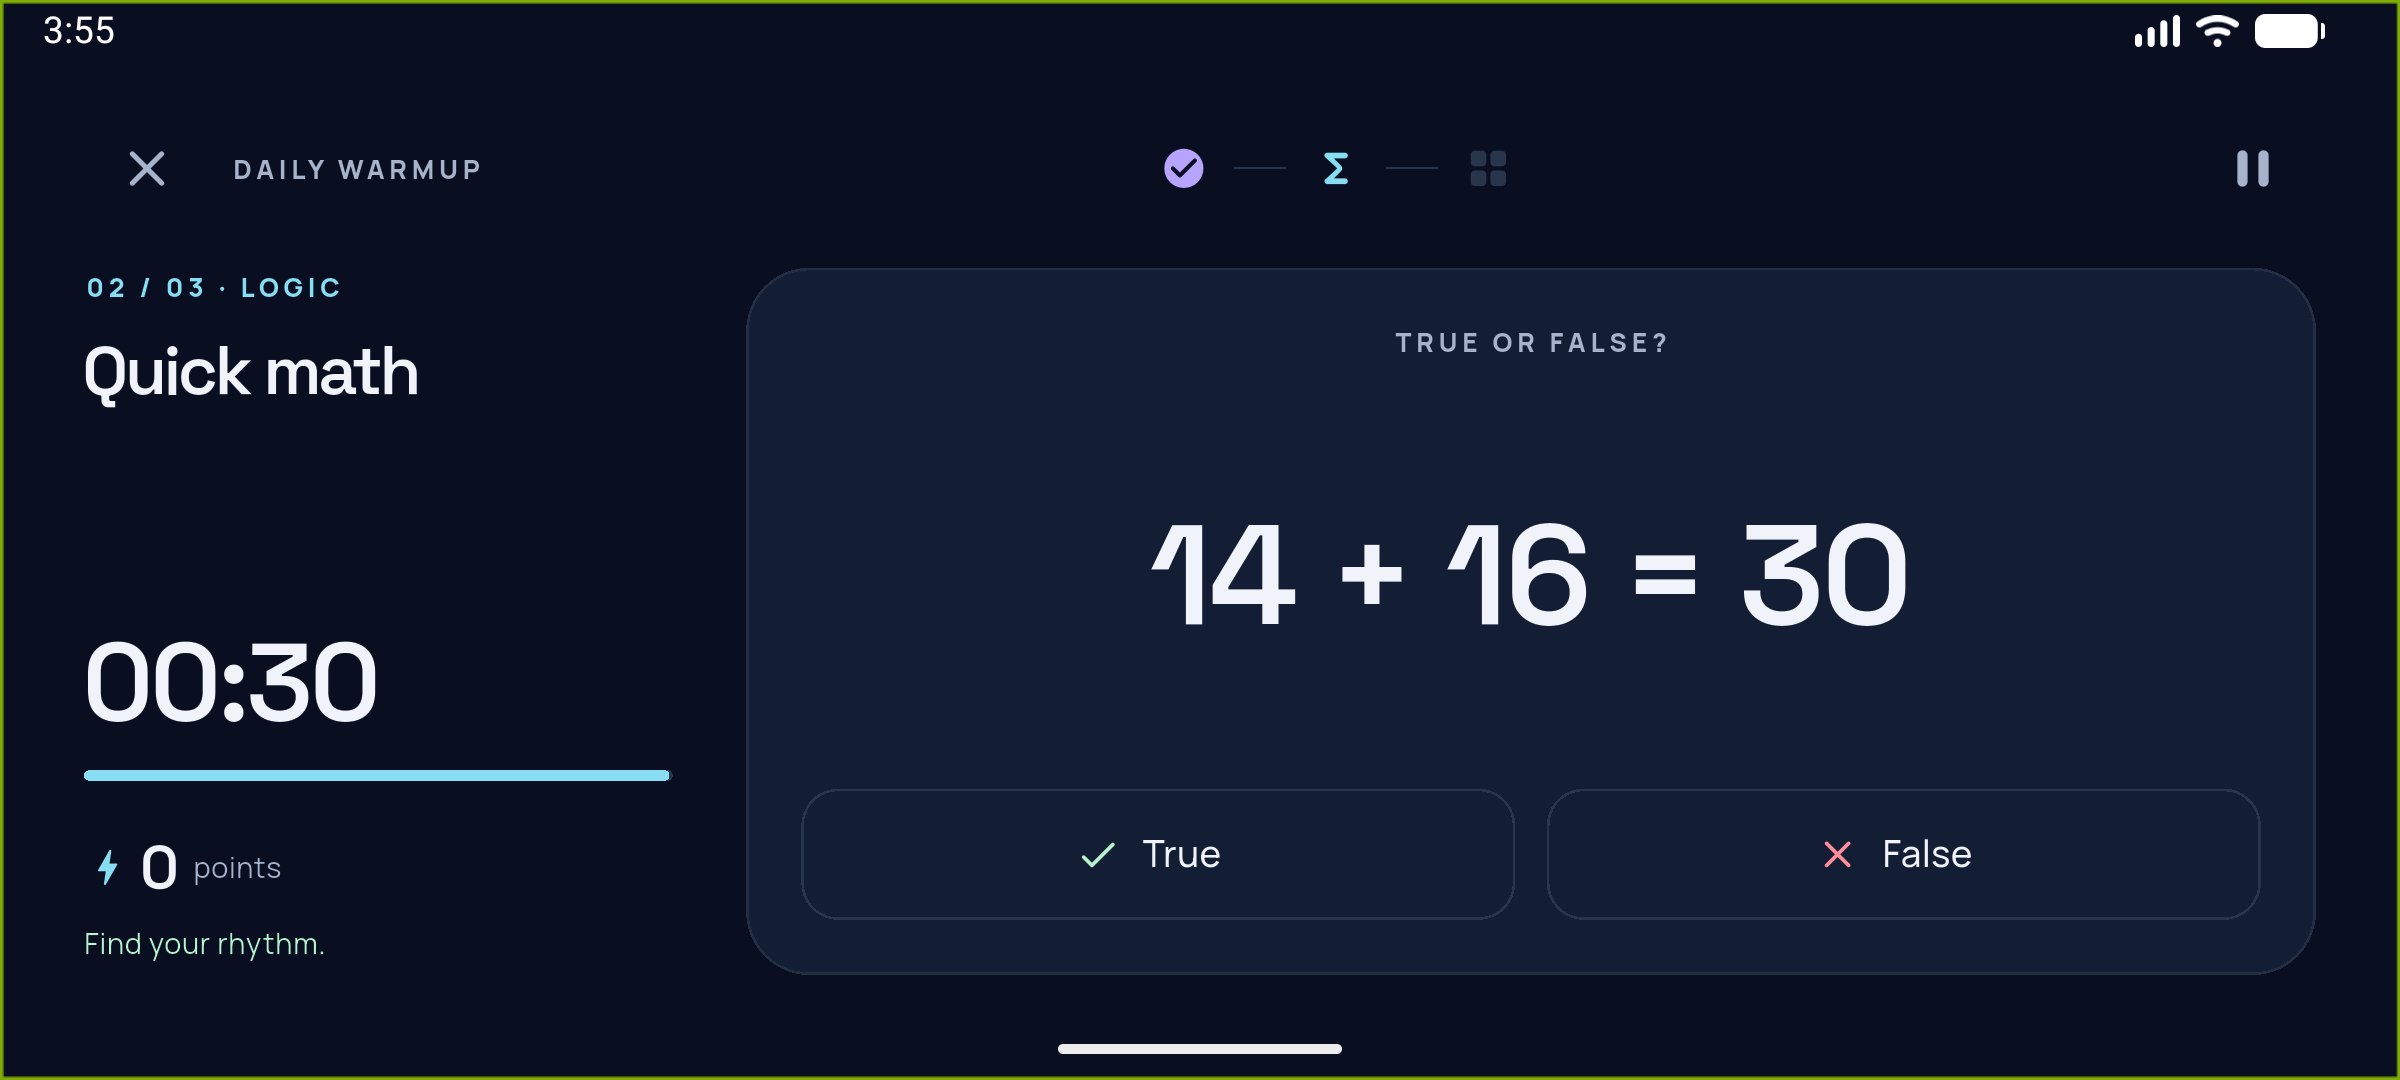 3:55
DAILY WARMUP
02 / 03 · LOGIC
Quick math
00:30
0 points
Find your rhythm.
TRUE OR FALSE?
14 + 16 = 30
True
False